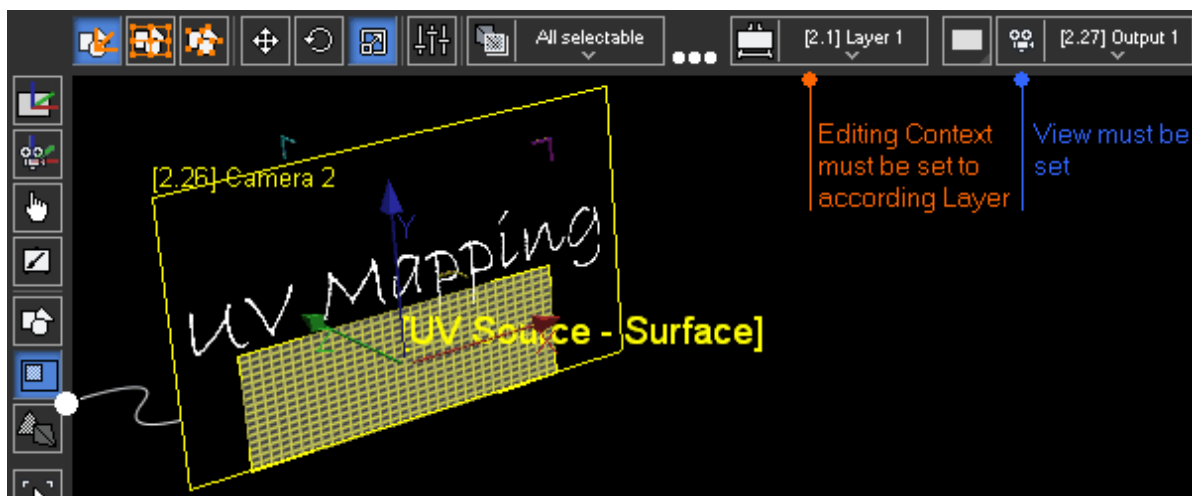 All selectable
[2.1] Layer 1
[2.27] Output 1
Editing Context
must be set to
according Layer
View must be
set
[2.26] Camera 2
Y
UV Mapping
[UV Source - Surface]
Z
X